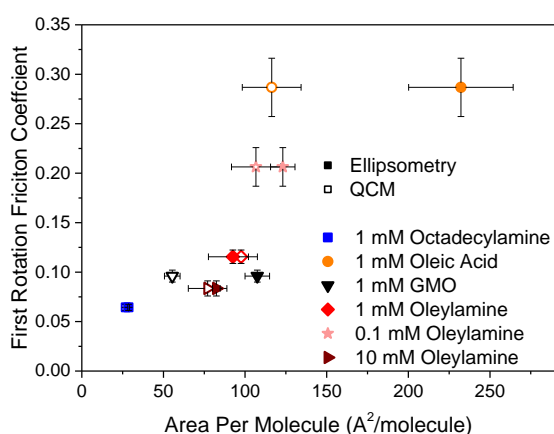 First Rotation Friciton Coeffcient
0.35
0.30
0.25
0.20
0.15
0.10
0.05
0.00
Ellipsometry
QCM
1 mM Octadecylamine
1 mM Oleic Acid
1 mM GMO
1 mM Oleylamine
0.1 mM Oleylamine
10 mM Oleylamine
0 50 100 150 200 250
Area Per Molecule (A^2/molecule)